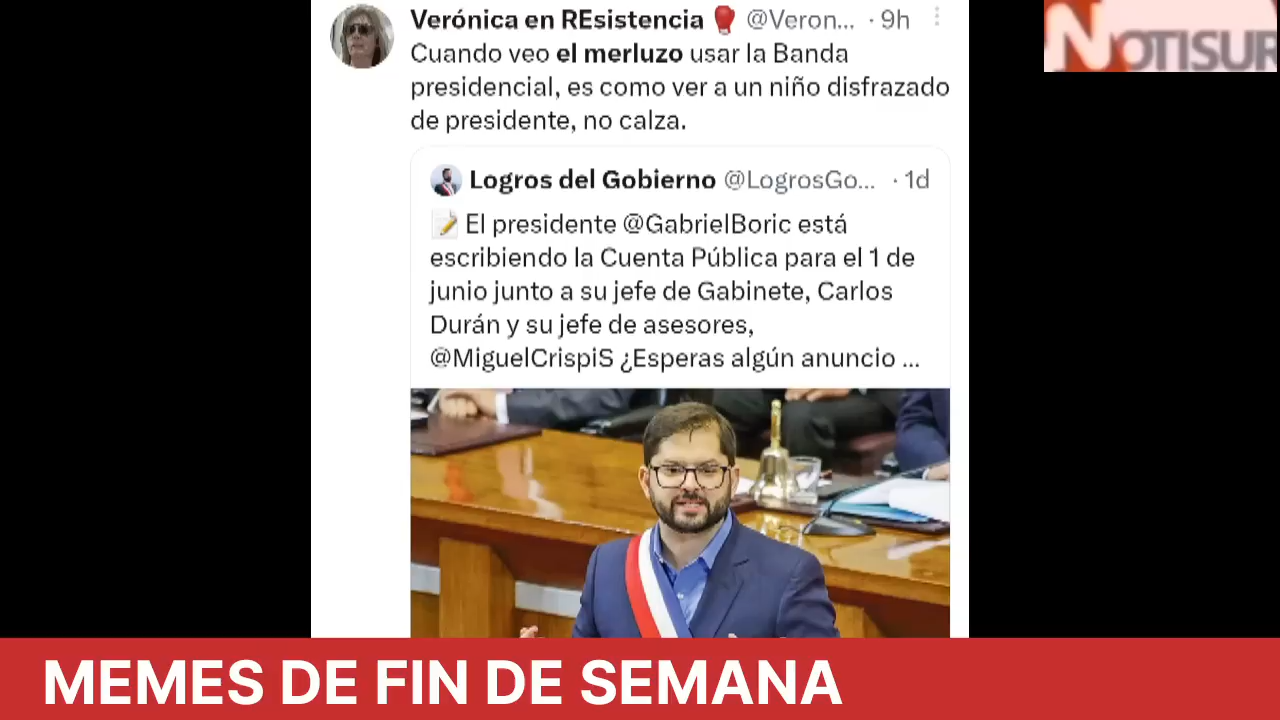 Verónica en REsistencia 🥊 @Veron... · 9h
NOTISUR
Cuando veo el merluzo usar la Banda
presidencial, es como ver a un niño disfrazado
de presidente, no calza.
Logros del Gobierno @LogrosGo... · 1d
📝 El presidente @GabrielBoric está
escribiendo la Cuenta Pública para el 1 de
junio junto a su jefe de Gabinete, Carlos
Durán y su jefe de asesores,
@MiguelCrispiS ¿Esperas algún anuncio ...
MEMES DE FIN DE SEMANA